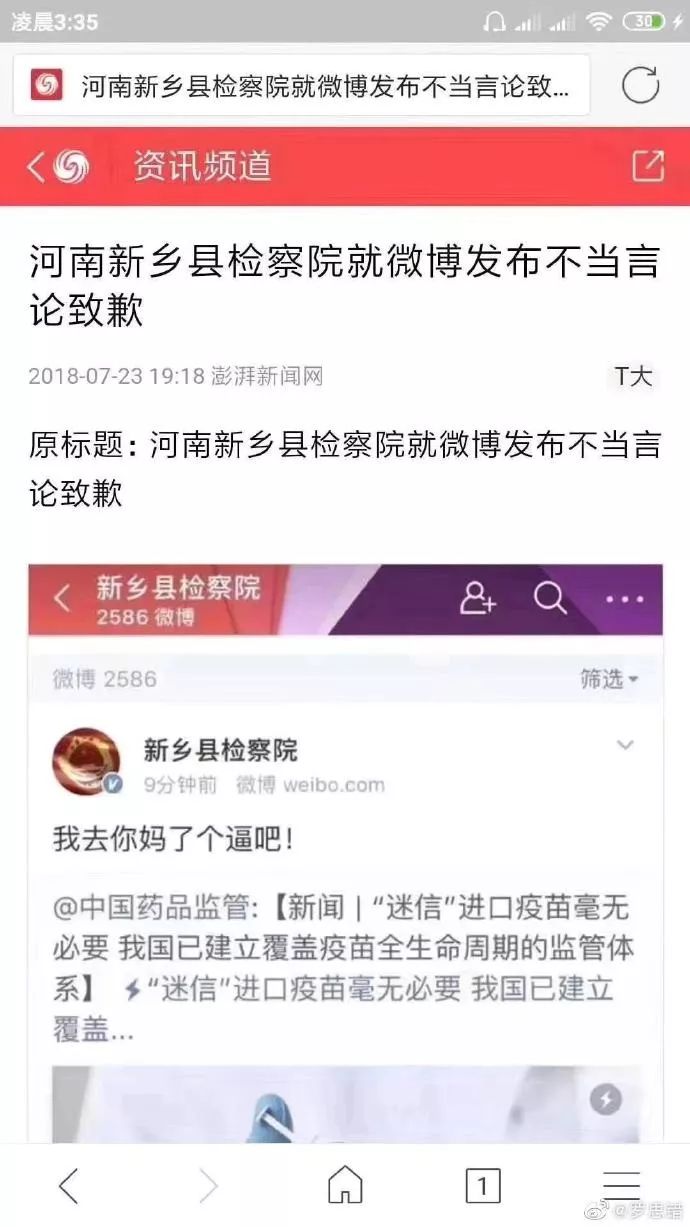 凌晨3:35
30
河南新乡县检察院就微博发布不当言论致...
资讯频道
河南新乡县检察院就微博发布不当言
论致歉
2018-07-23 19:18 澎湃新闻网
T大
原标题：河南新乡县检察院就微博发布不当言
论致歉
新乡县检察院
2586 微博
微博 2586
筛选
新乡县检察院
9分钟前 微博 weibo.com
我去你妈了个逼吧！
@中国药品监管:【新闻 | “迷信”进口疫苗毫无
必要 我国已建立覆盖疫苗全生命周期的监管体
系】 “迷信”进口疫苗毫无必要 我国已建立
覆盖...
1